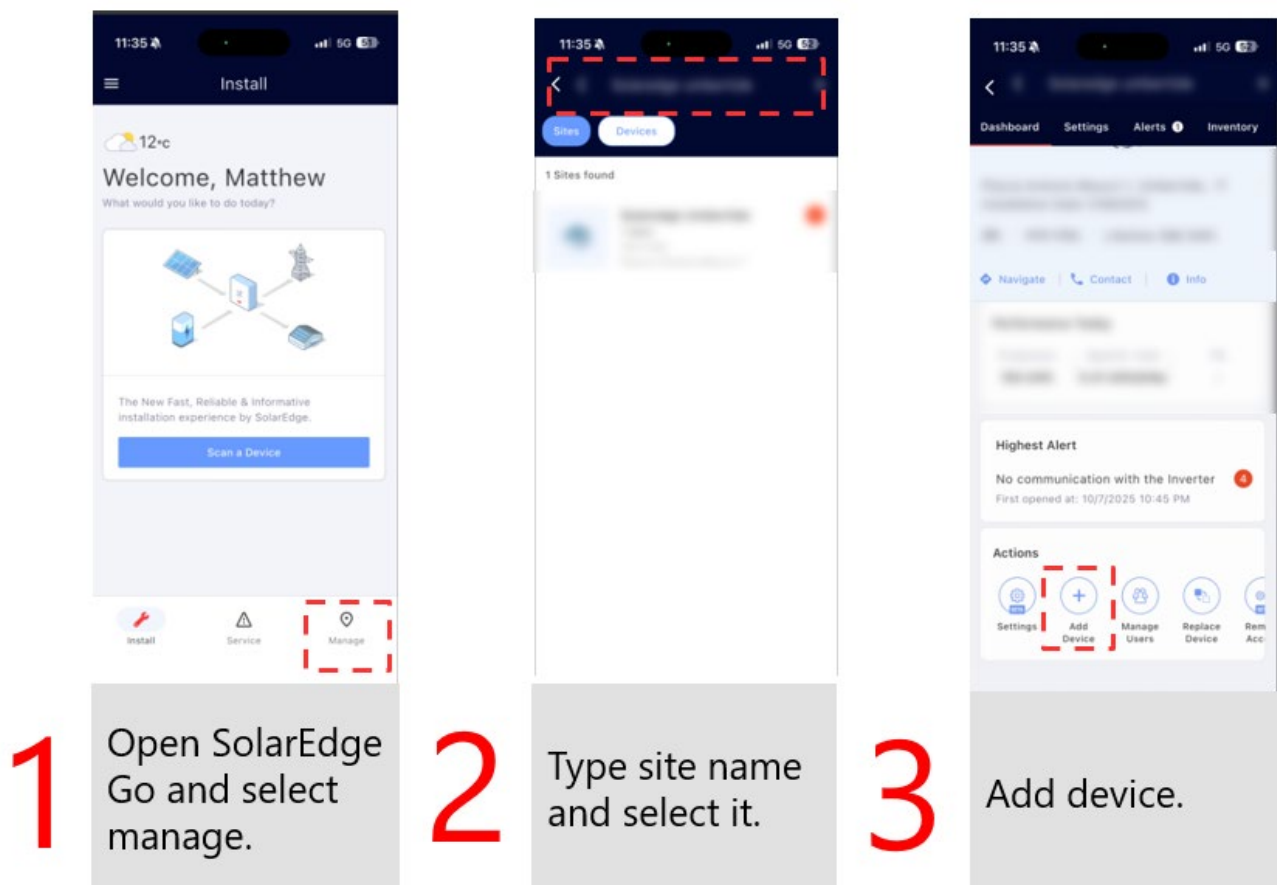 11:35
5G 53
Install
12°C
Welcome, Matthew
What would you like to do today?
The New Fast, Reliable & Informative
installation experience by SolarEdge.
Scan a Device
Install
Service
Manage
1
Open SolarEdge
Go and select
manage.
11:35
5G
Sites
Devices
1 Sites found
2
Type site name
and select it.
11:35
5G
Dashboard
Settings
Alerts 1
Inventory
Navigate
Contact
Info
Highest Alert
No communication with the Inverter 4
First opened at: 10/7/2025 10:45 PM
Actions
Settings
Add
Device
Manage
Users
Replace
Device
Rem
Acc
3
Add device.